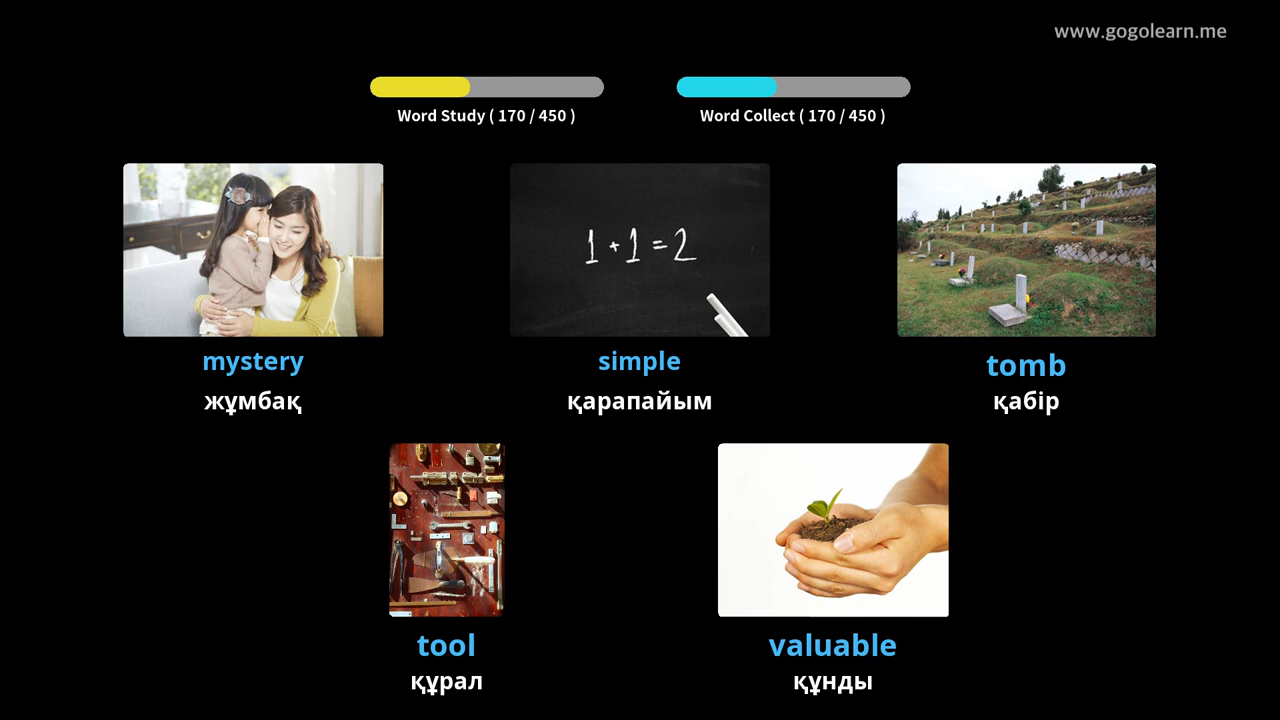 www.gogolearn.me
Word Study ( 170 / 450 )
Word Collect ( 170 / 450 )
1 + 1 = 2
mystery
жұмбақ
simple
қарапайым
tomb
қабір
tool
құрал
valuable
құнды